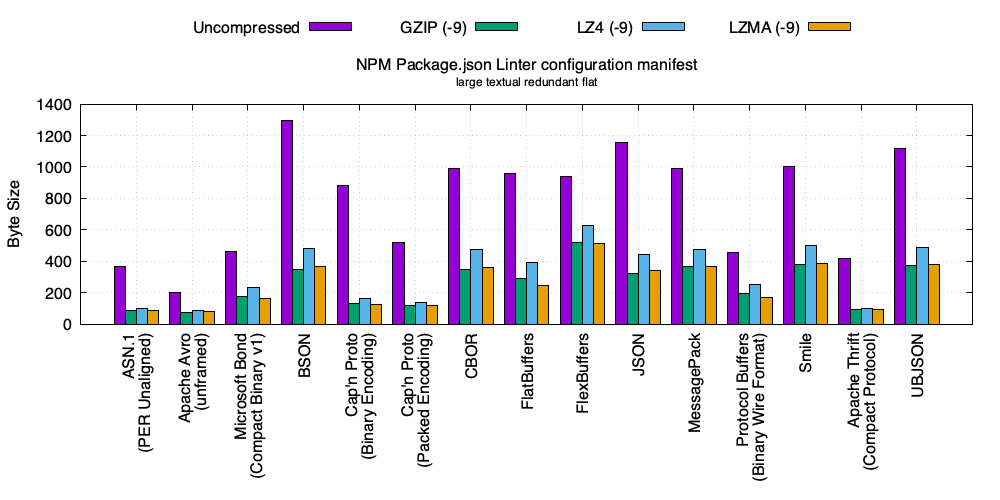 Uncompressed GZIP (-9) LZ4 (-9) LZMA (-9)
NPM Package.json Linter configuration manifest
large textual redundant flat
Byte Size
1400
1200
1000
800
600
400
200
0
ASN.1
(PER Unaligned)
Apache Avro
(unframed)
Microsoft Bond
(Compact Binary v1)
BSON
Cap'n Proto
(Binary Encoding)
Cap'n Proto
(Packed Encoding)
CBOR
FlatBuffers
FlexBuffers
JSON
MessagePack
Protocol Buffers
(Binary Wire Format)
Smile
Apache Thrift
(Compact Protocol)
UBJSON